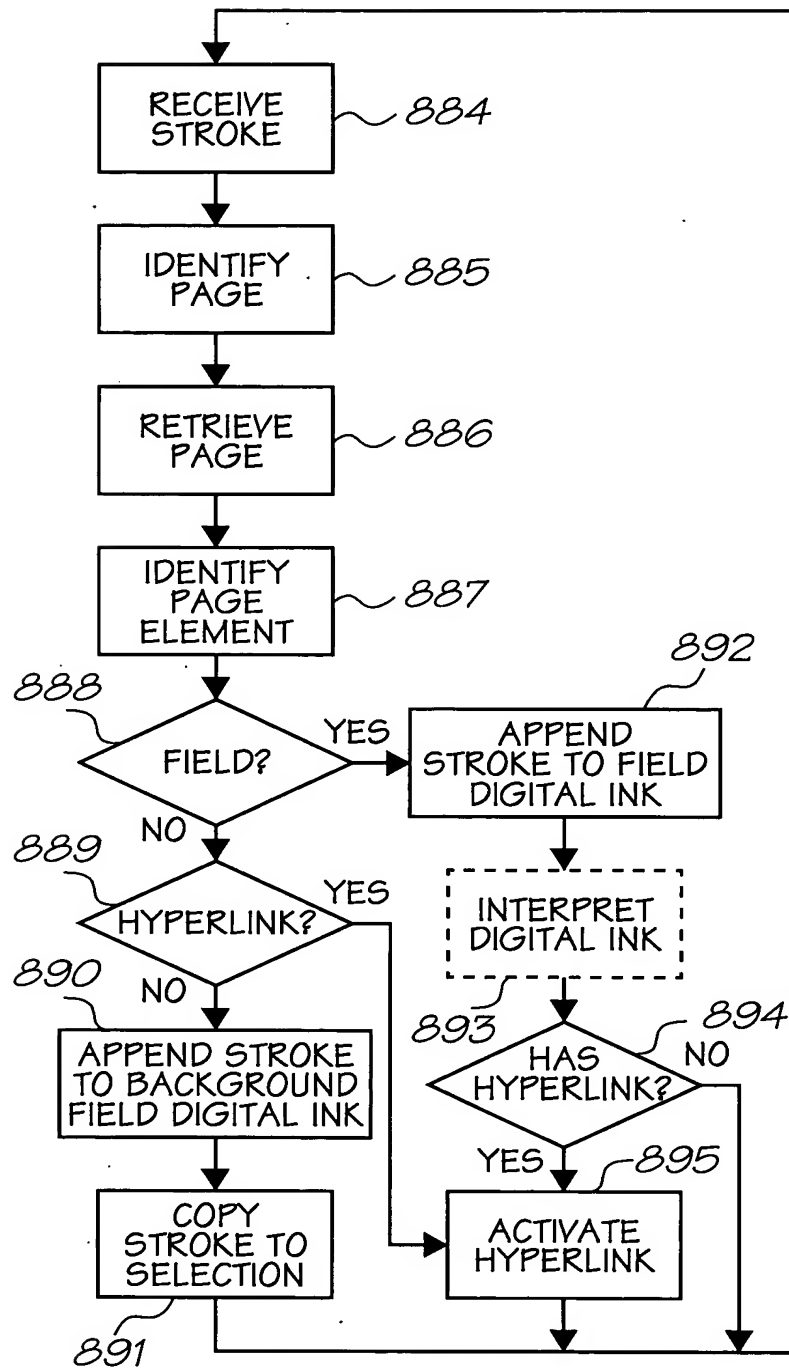 RECEIVE
STROKE
884
IDENTIFY
PAGE
885
RETRIEVE
PAGE
886
IDENTIFY
PAGE
ELEMENT
887
888
FIELD?
YES
NO
892
APPEND
STROKE TO FIELD
DIGITAL INK
889
HYPERLINK?
YES
NO
INTERPRET
DIGITAL INK
893
890
APPEND STROKE
TO BACKGROUND
FIELD DIGITAL INK
894
HAS
HYPERLINK?
NO
YES
895
COPY
STROKE TO
SELECTION
891
ACTIVATE
HYPERLINK